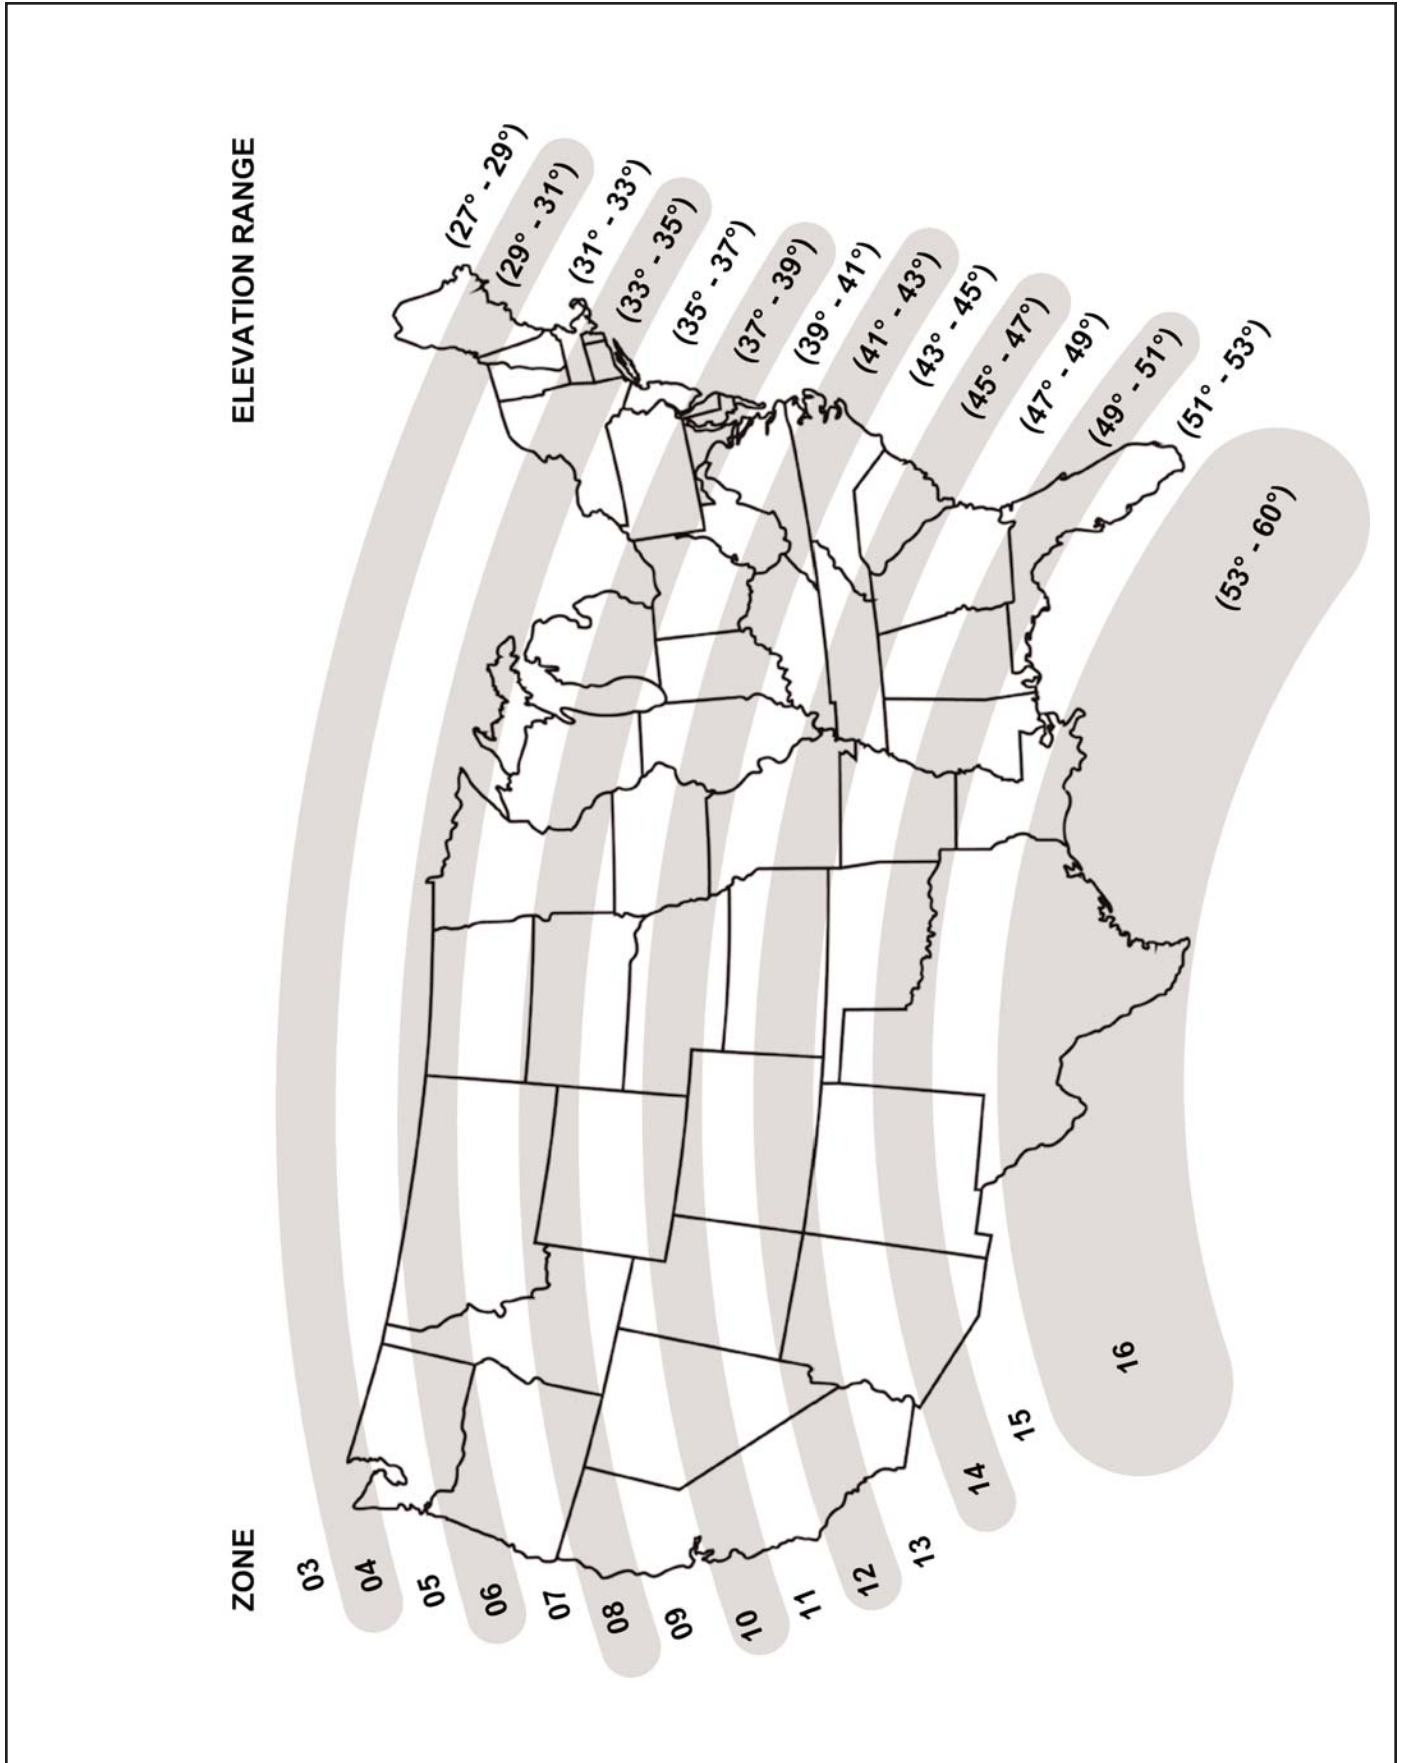 ZONE
ELEVATION RANGE
03
(27° - 29°)
04
(29° - 31°)
05
(31° - 33°)
06
(33° - 35°)
07
(35° - 37°)
08
(37° - 39°)
09
(39° - 41°)
10
(41° - 43°)
11
(43° - 45°)
12
(45° - 47°)
13
(47° - 49°)
14
(49° - 51°)
15
(51° - 53°)
16
(53° - 60°)